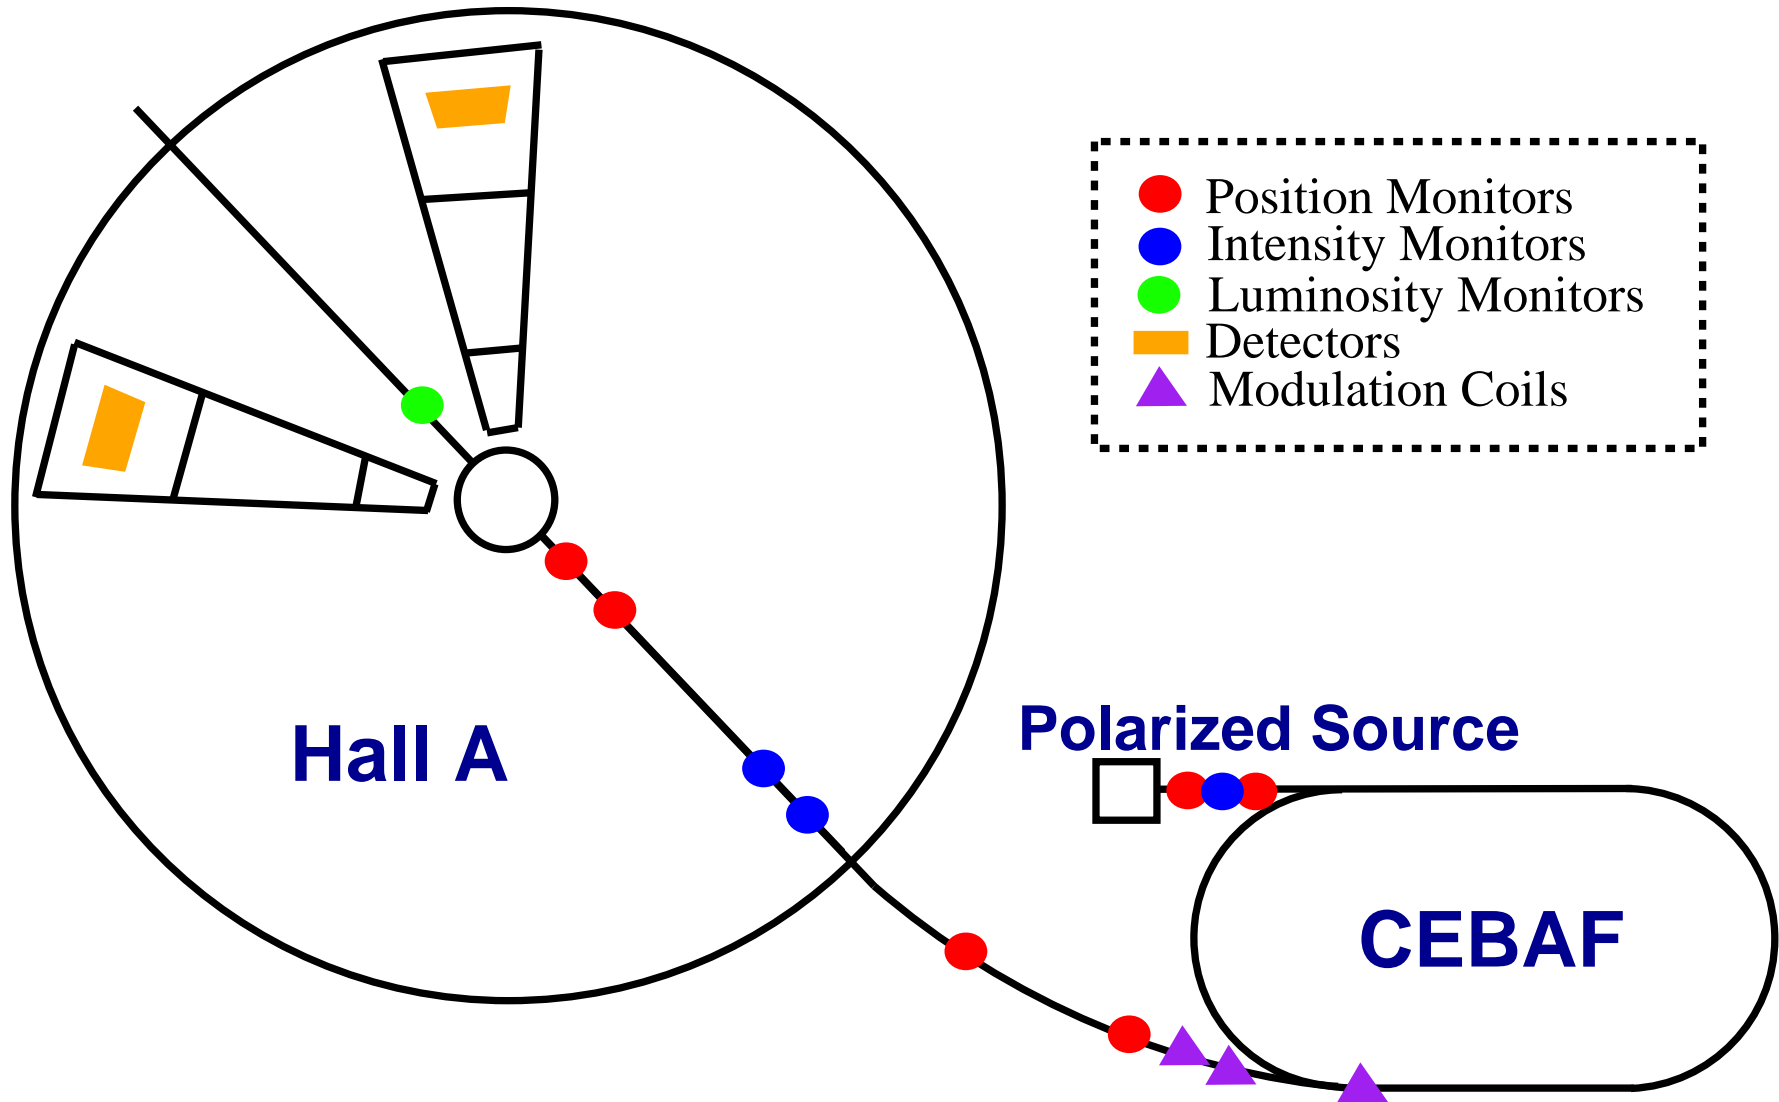 Position Monitors
Intensity Monitors
Luminosity Monitors
Detectors
Modulation Coils
Hall A
Polarized Source
CEBAF